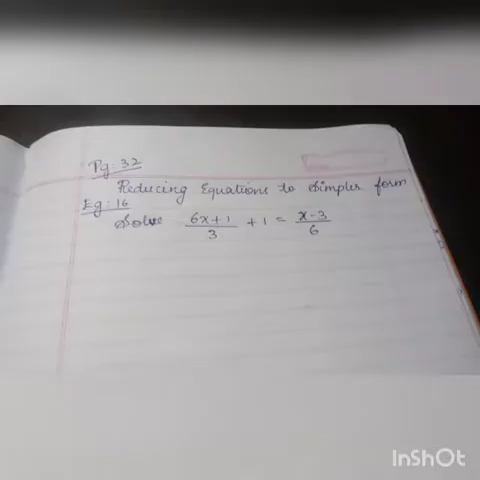 Pg: 32
Reducing Equations to simpler form
Eg: 16
Solve (6x+1)/3 + 1 = (x-3)/6
InShOt